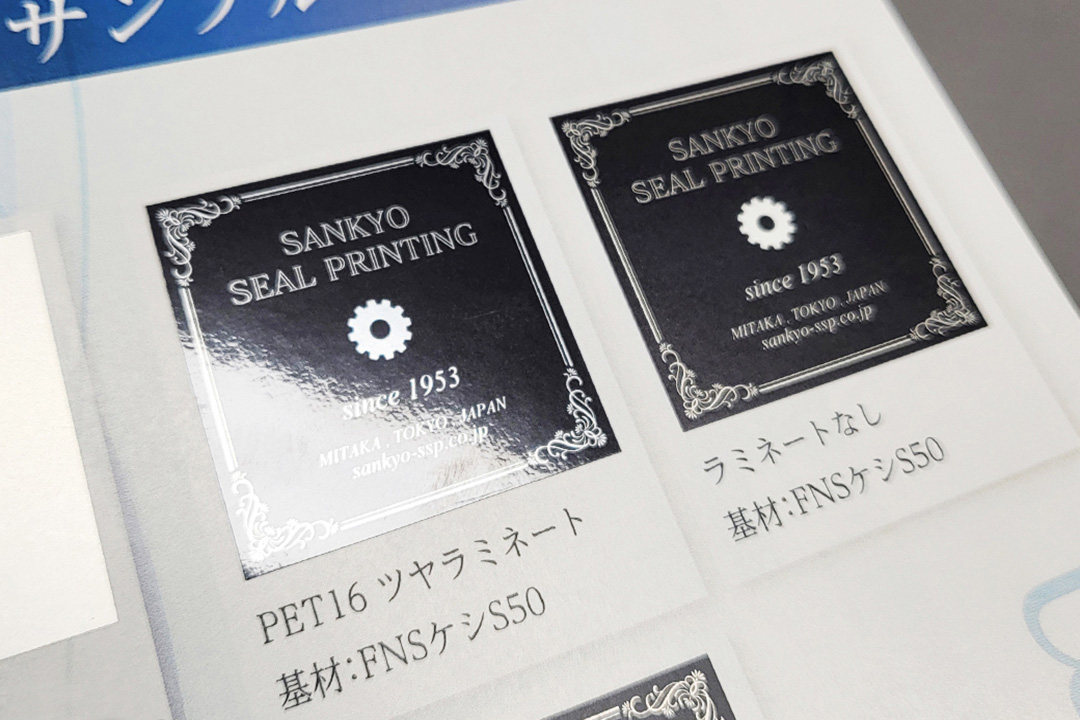 サンプル
SANKYO
SEAL PRINTING
since 1953
MITAKA , TOKYO , JAPAN
sankyo-ssp.co.jp
PET16 ツヤラミネート
基材:FNSケシS50
SANKYO
SEAL PRINTING
since 1953
MITAKA , TOKYO , JAPAN
sankyo-ssp.co.jp
ラミネートなし
基材:FNSケシS50